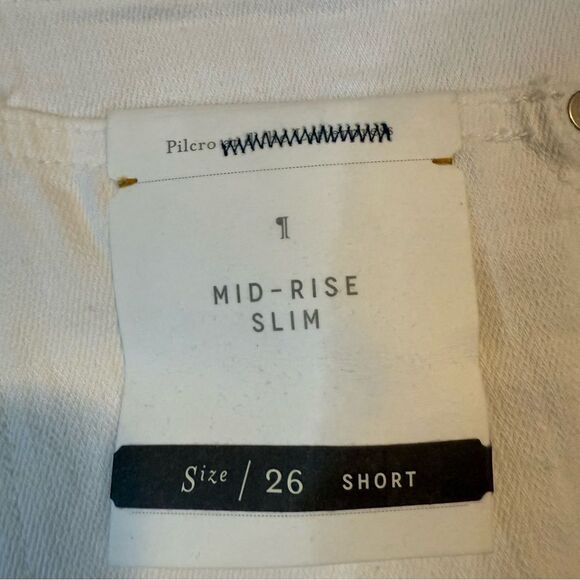 Pilcro
¶
MID-RISE
SLIM
Size / 26 SHORT